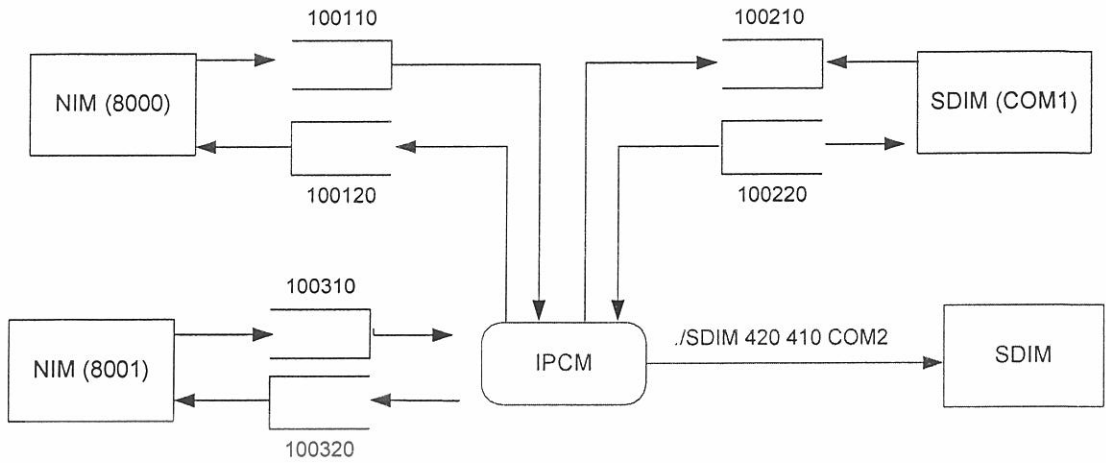 100110
100210
NIM (8000)
SDIM (COM1)
100120
100220
100310
NIM (8001)
IPCM
./SDIM 420 410 COM2
SDIM
100320